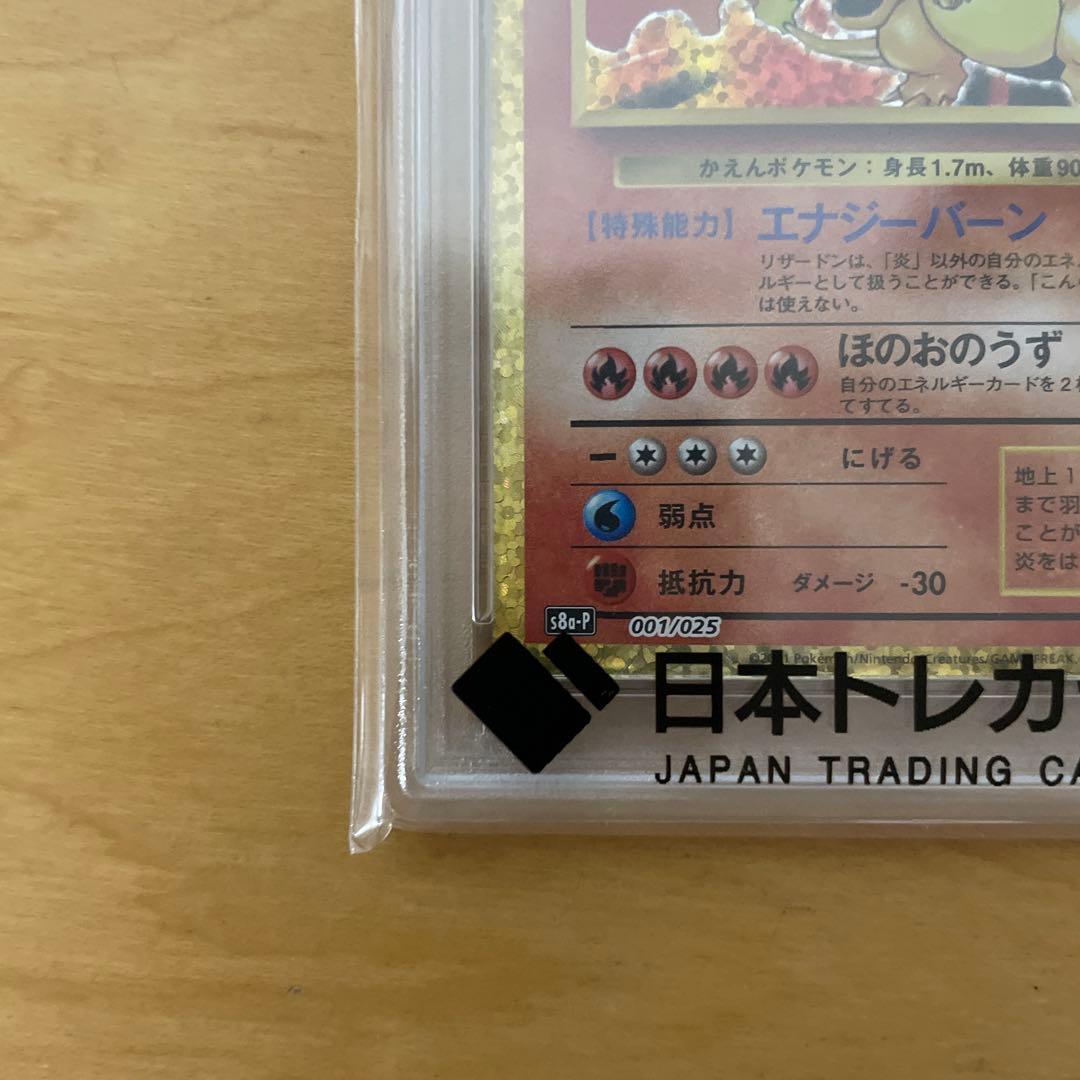 かえんポケモン：身長1.7m、体重90
【特殊能力】 エナジーバーン
リザードンは、「炎」以外の自分のエネ
ルギーとして扱うことができる。「こん
は使えない。
ほのおのうず
自分のエネルギーカードを2
てすてる。
にげる
地上1
弱点
まで羽
ことが
炎をは
抵抗力 ダメージ -30
s8a-P 001/025
Pokémon/Nintendo/Creatures/GAME FREAK.
日本トレカ
JAPAN TRADING CA